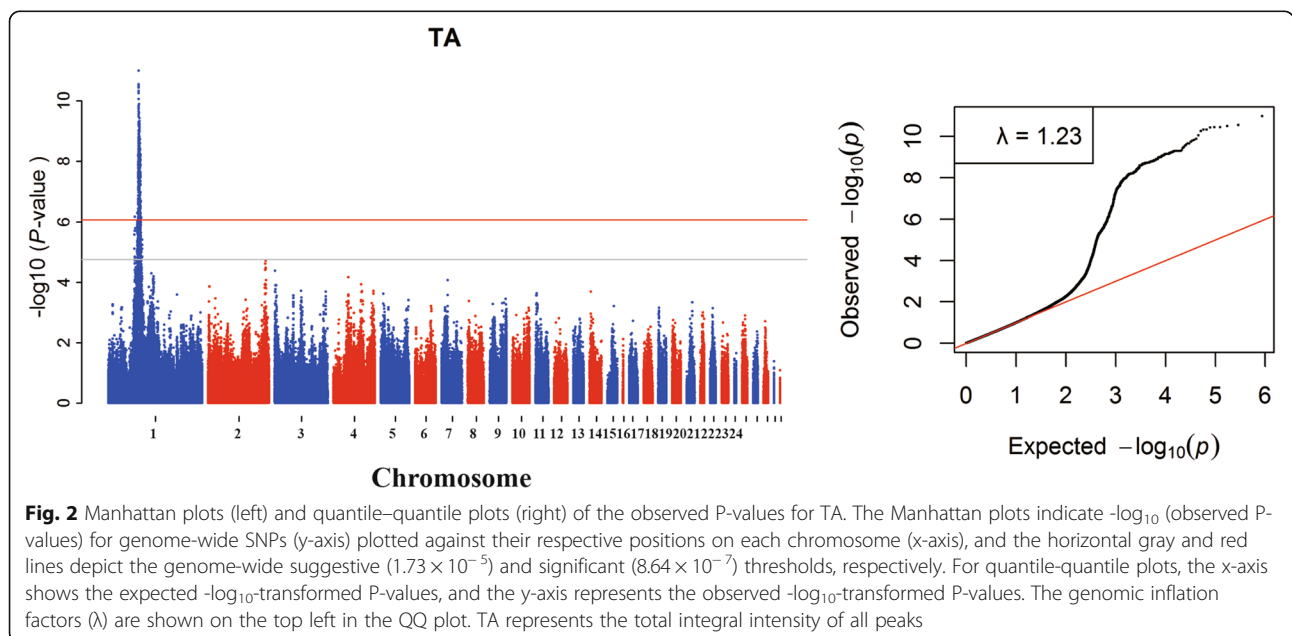 TA
-log10 (P-value)
0 2 4 6 8 10
1 2 3 4 5 6 7 8 9 10 11 12 13 14 15 16 17 18 19 20 21 22 23 24
Chromosome
λ = 1.23
Observed −log10(p)
0 2 4 6 8 10
0 1 2 3 4 5 6
Expected −log10(p)
Fig. 2 Manhattan plots (left) and quantile–quantile plots (right) of the observed P-values for TA. The Manhattan plots indicate -log10 (observed P-
values) for genome-wide SNPs (y-axis) plotted against their respective positions on each chromosome (x-axis), and the horizontal gray and red
lines depict the genome-wide suggestive (1.73 × 10⁻⁵) and significant (8.64 × 10⁻⁷) thresholds, respectively. For quantile-quantile plots, the x-axis
shows the expected -log10-transformed P-values, and the y-axis represents the observed -log10-transformed P-values. The genomic inflation
factors (λ) are shown on the top left in the QQ plot. TA represents the total integral intensity of all peaks